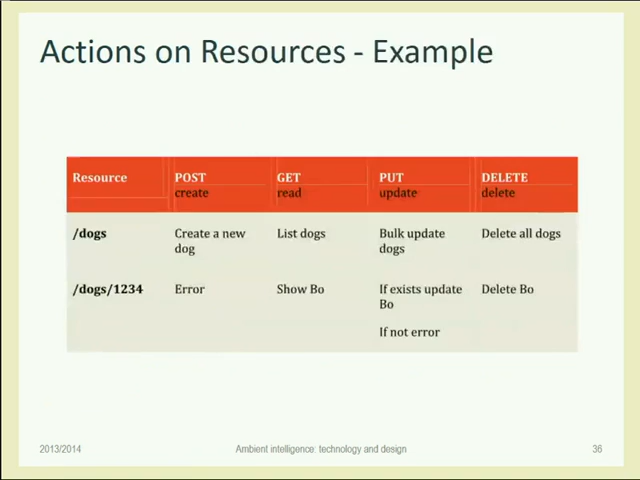 Actions on Resources - Example
Resource POST GET PUT DELETE
create read update delete
/dogs Create a new List dogs Bulk update Delete all dogs
dog dogs
/dogs/1234 Error Show Bo If exists update Delete Bo
Bo
If not error
2013/2014 Ambient intelligence: technology and design 36